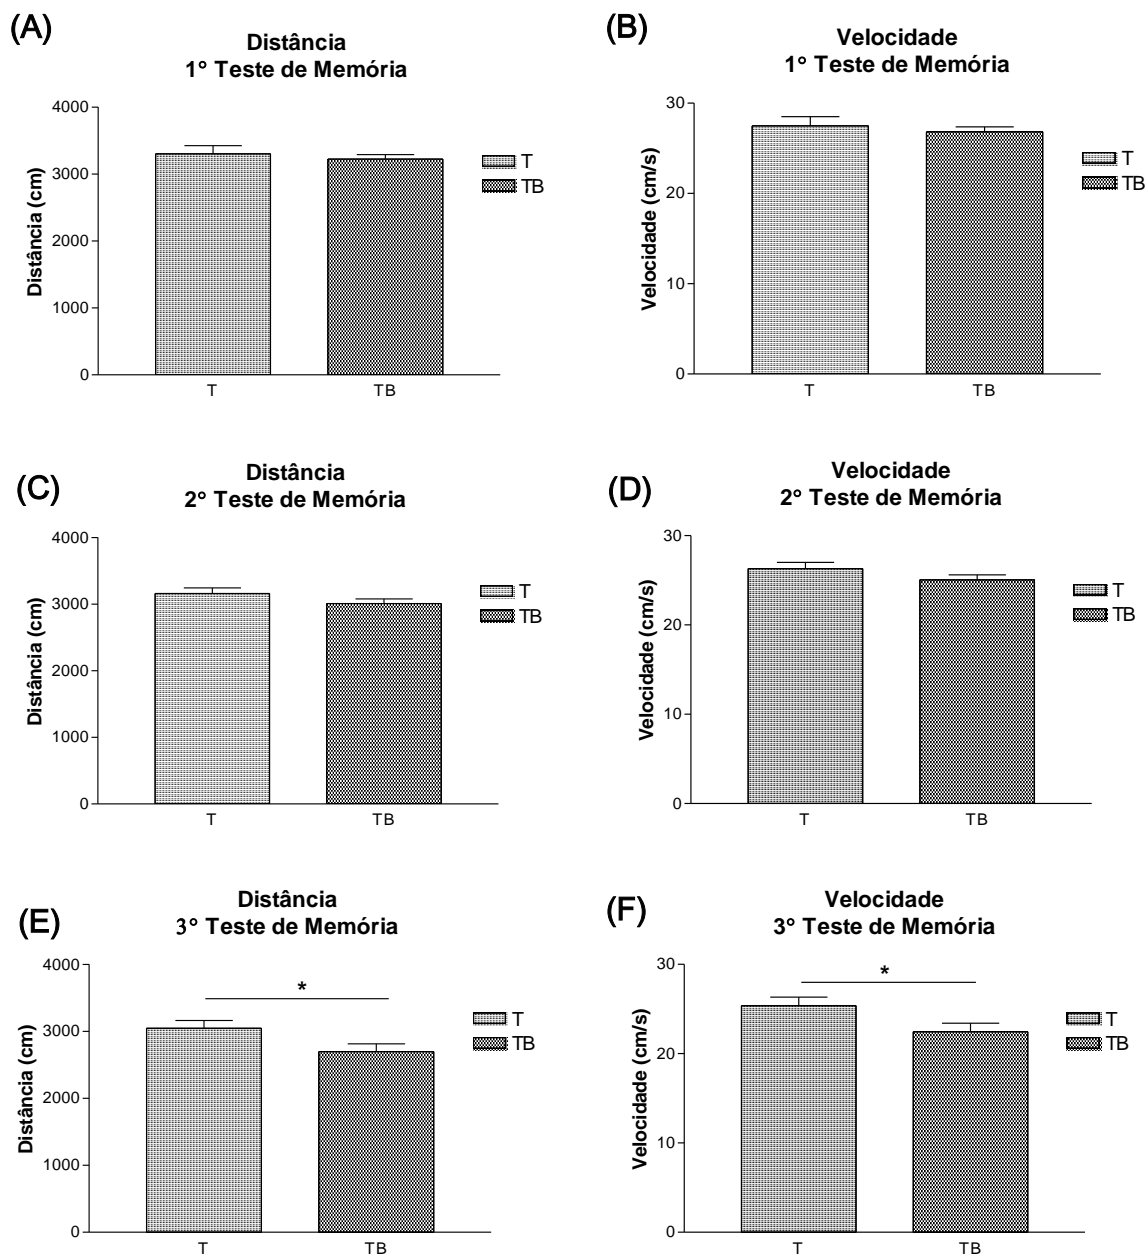 (A)
Distância
1° Teste de Memória
4000
3000
2000
1000
0
Distância (cm)
T
TB
T
TB
(B)
Velocidade
1° Teste de Memória
30
20
10
0
Velocidade (cm/s)
T
TB
T
TB
(C)
Distância
2° Teste de Memória
4000
3000
2000
1000
0
Distância (cm)
T
TB
T
TB
(D)
Velocidade
2° Teste de Memória
30
20
10
0
Velocidade (cm/s)
T
TB
T
TB
(E)
Distância
3° Teste de Memória
4000
3000
2000
1000
0
Distância (cm)
*
T
TB
T
TB
(F)
Velocidade
3° Teste de Memória
30
20
10
0
Velocidade (cm/s)
*
T
TB
T
TB